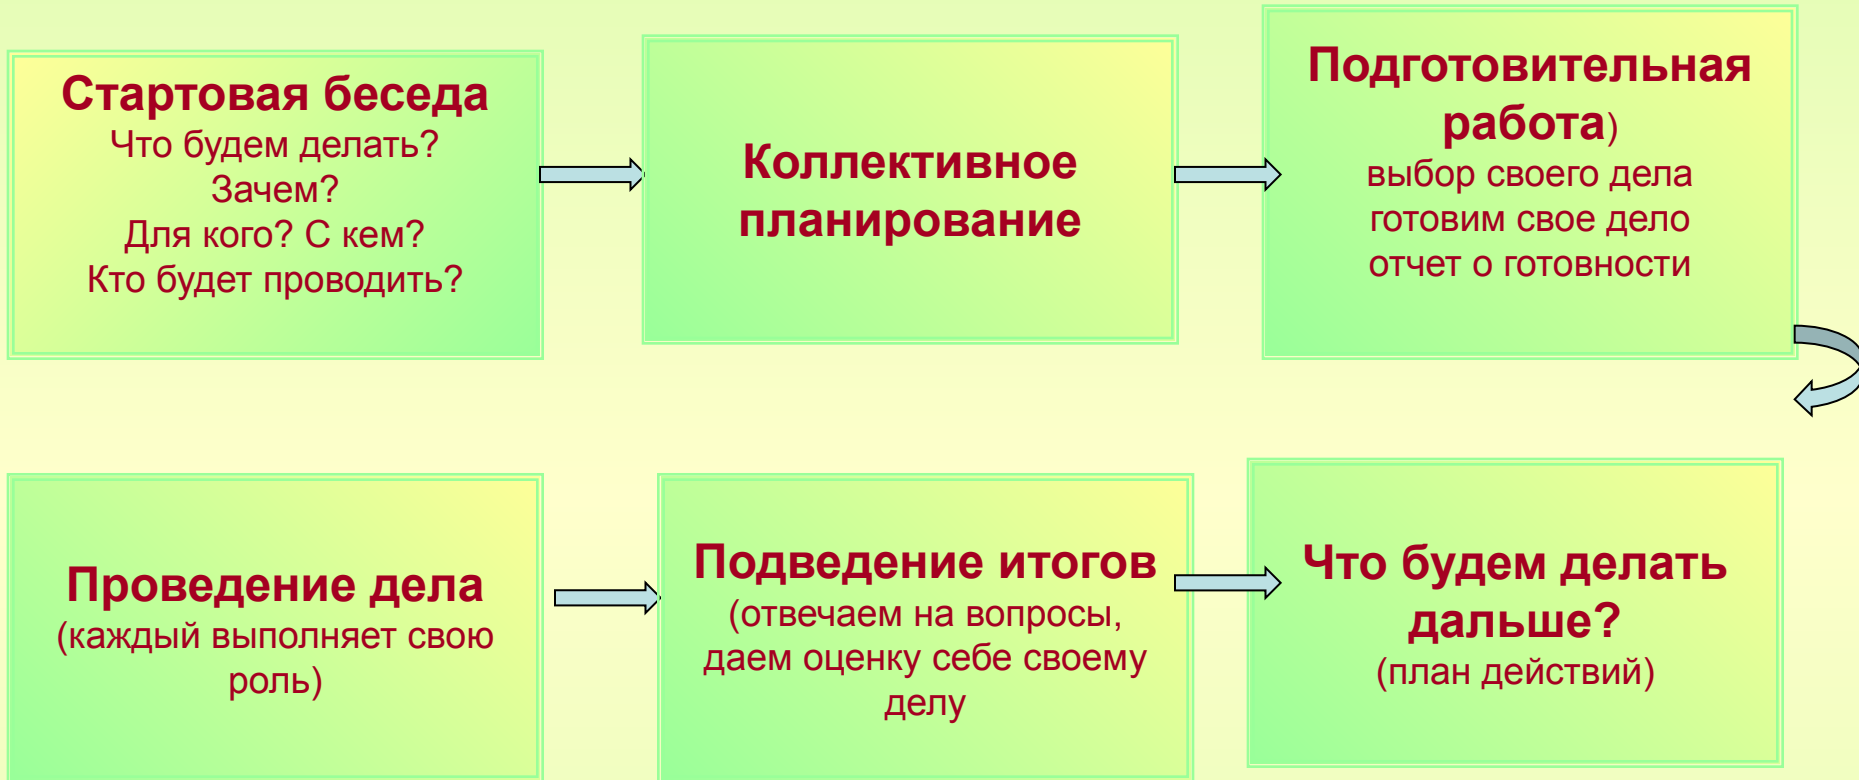 Стартовая беседа
Что будем делать?
Зачем?
Для кого? С кем?
Кто будет проводить?
Коллективное
планирование
Подготовительная
работа)
выбор своего дела
готовим свое дело
отчет о готовности
Проведение дела
(каждый выполняет свою
роль)
Подведение итогов
(отвечаем на вопросы,
даем оценку себе своему
делу
Что будем делать
дальше?
(план действий)